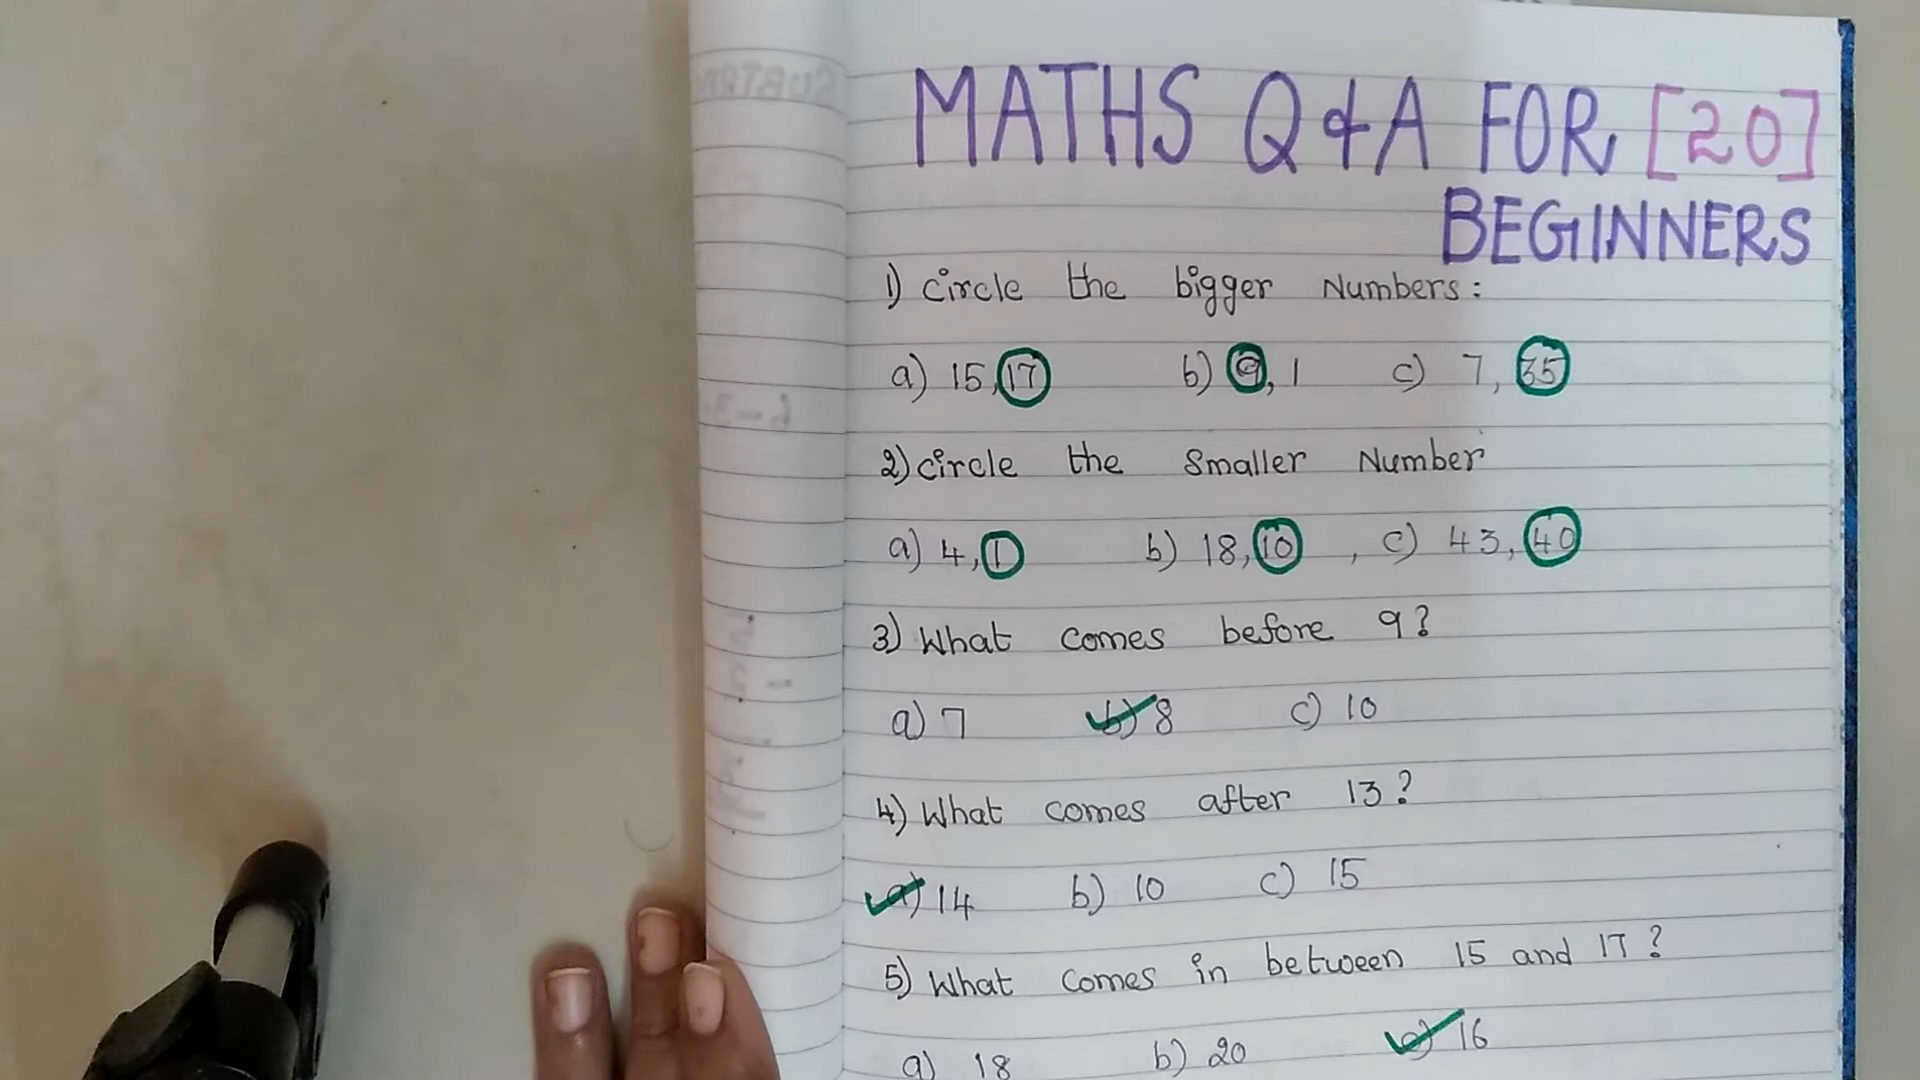 MATHS Q & A FOR [20]
BEGINNERS
1) Circle the bigger Numbers:
a) 15, 17 b) 9, 1 c) 7, 35
2) Circle the Smaller Number
a) 4, 1 b) 18, 10 , c) 43, 40
3) What comes before 9?
a) 7 b) 8 c) 10
4) What comes after 13?
a) 14 b) 10 c) 15
5) What comes in between 15 and 17?
a) 18 b) 20 c) 16